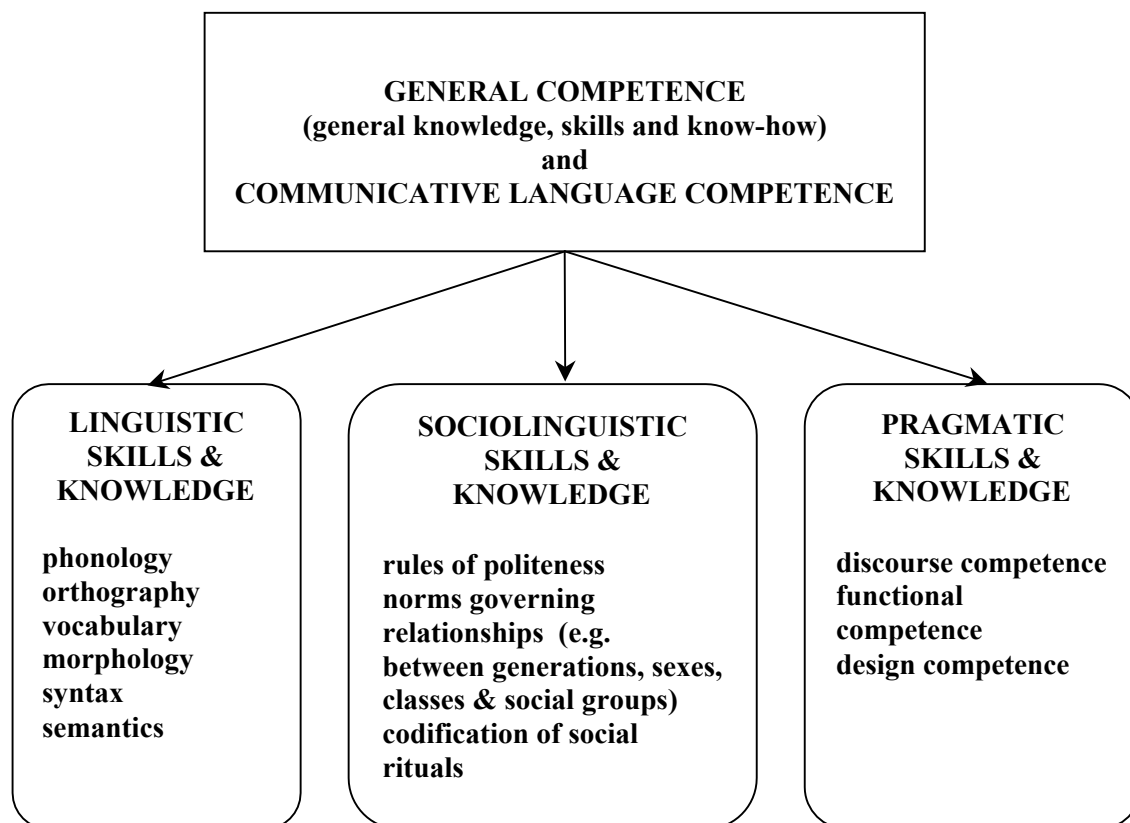 GENERAL COMPETENCE
(general knowledge, skills and know-how)
and
COMMUNICATIVE LANGUAGE COMPETENCE
LINGUISTIC
SKILLS &
KNOWLEDGE
phonology
orthography
vocabulary
morphology
syntax
semantics
SOCIOLINGUISTIC
SKILLS &
KNOWLEDGE
rules of politeness
norms governing
relationships (e.g.
between generations, sexes,
classes & social groups)
codification of social
rituals
PRAGMATIC
SKILLS &
KNOWLEDGE
discourse competence
functional
competence
design competence